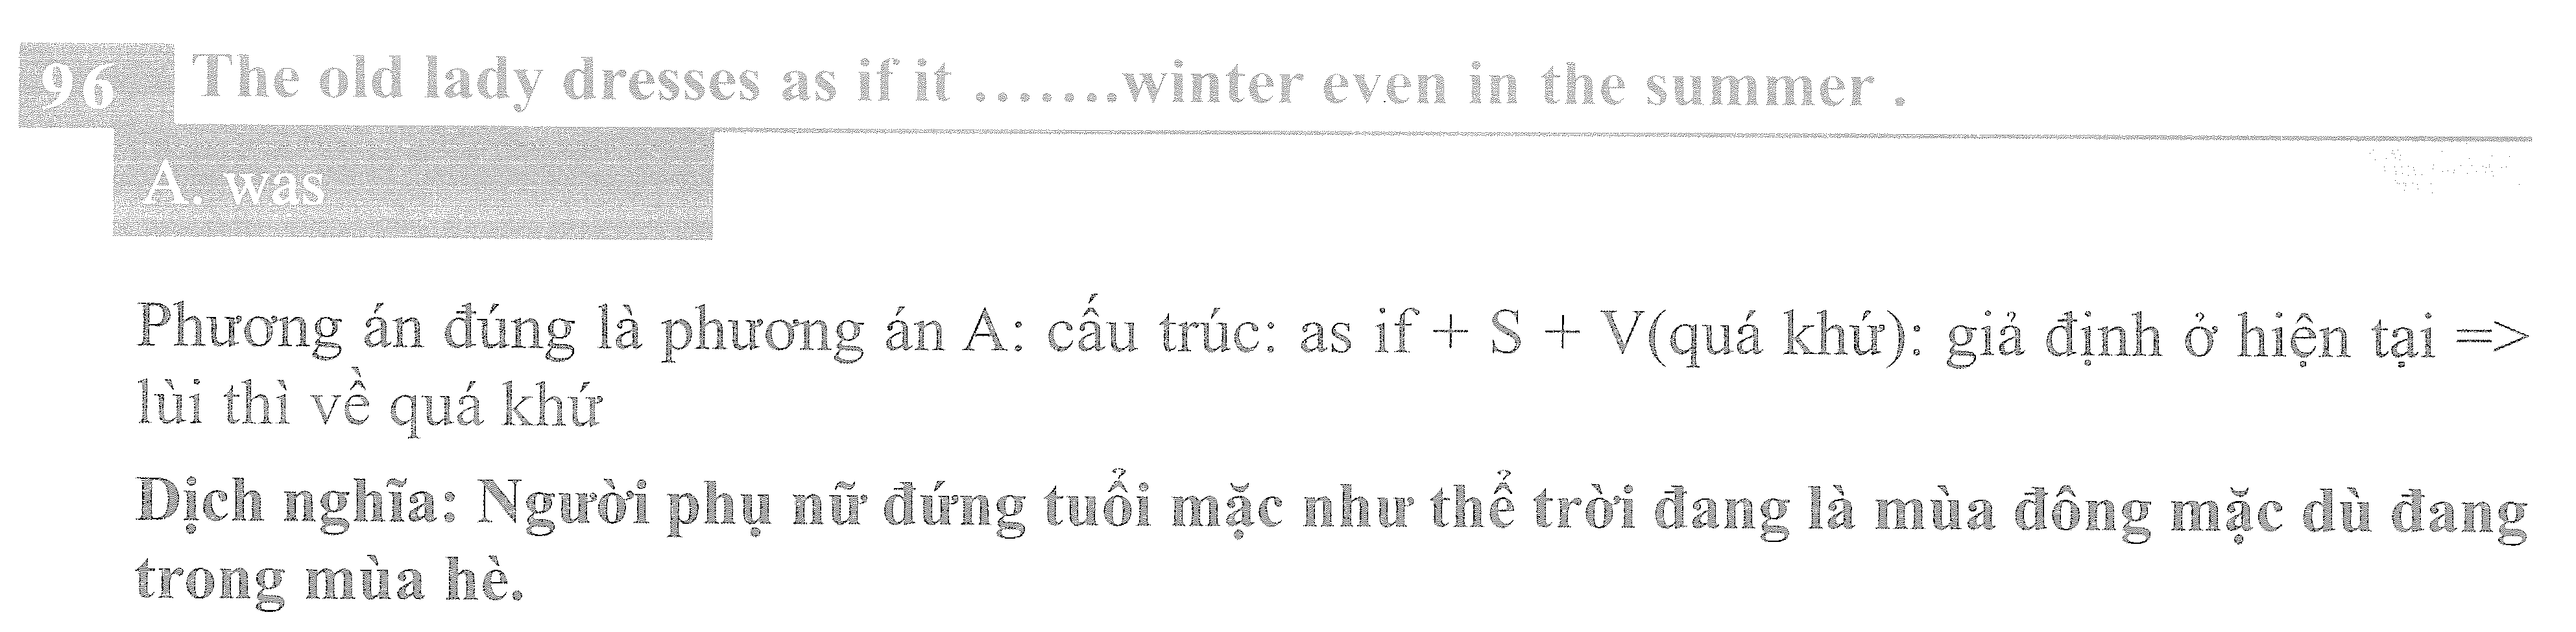 96 The old lady dresses as if it .......winter even in the summer .
A. was
Phương án đúng là phương án A: cấu trúc: as if + S + V(quá khứ): giả định ở hiện tại =>
lùi thì về quá khứ
Dịch nghĩa: Người phụ nữ đứng tuổi mặc như thể trời đang là mùa đông mặc dù đang
trong mùa hè.